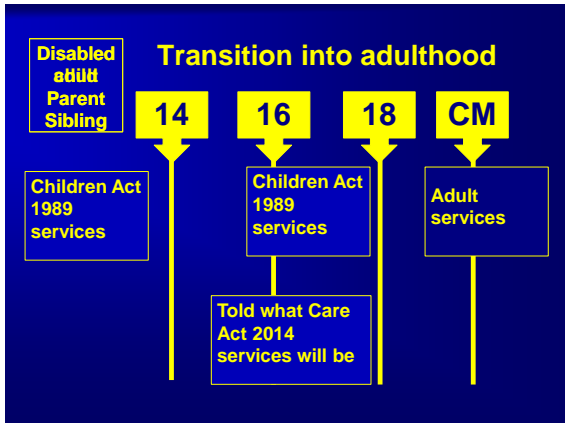 Transition into adulthood
Disabled
Parent
Sibling
14
16
18
CM
Children Act
1989
services
Children Act
1989
services
Adult
services
Told what Care
Act 2014
services will be